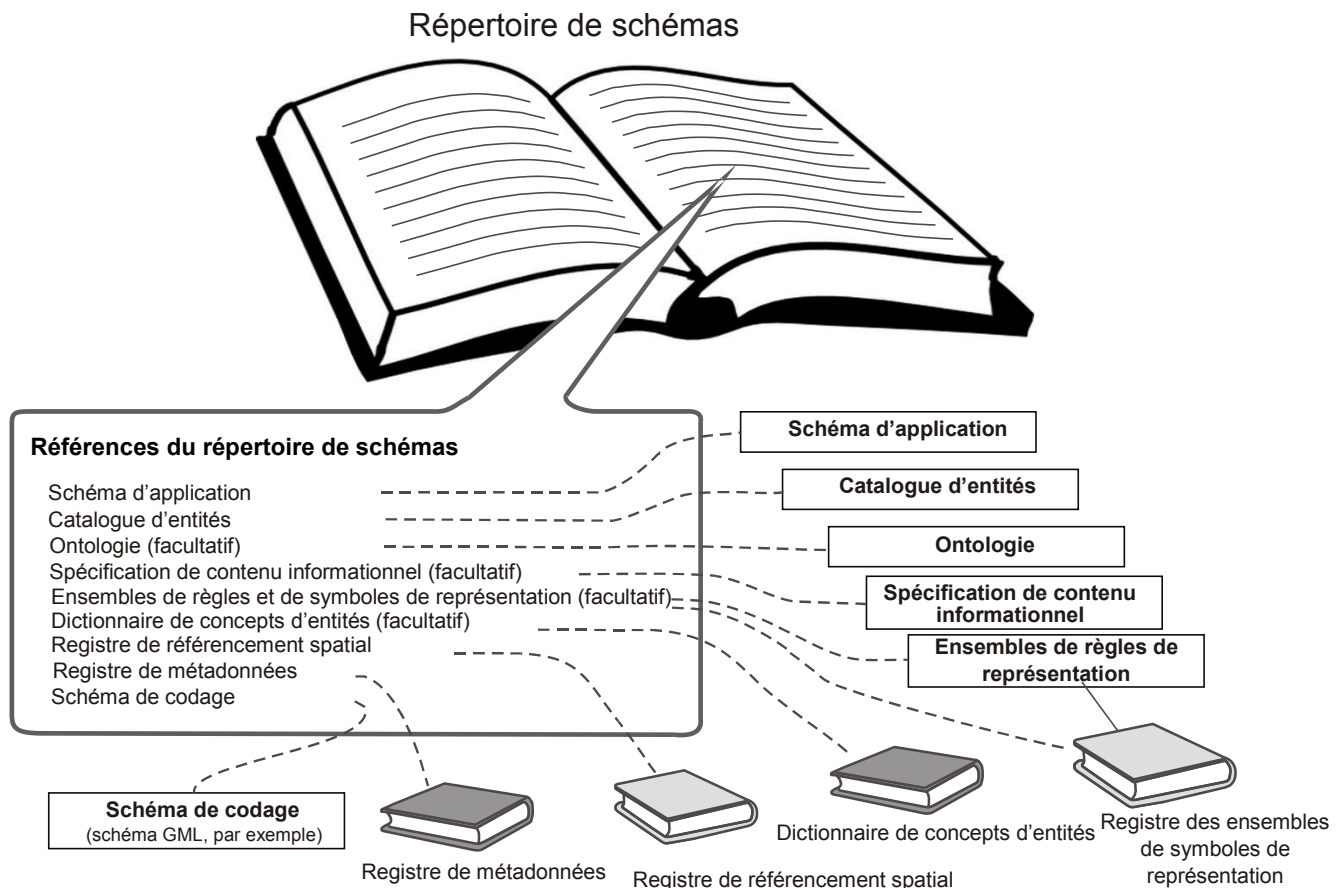 Répertoire de schémas
Références du répertoire de schémas
Schéma d'application
Catalogue d'entités
Ontologie (facultatif)
Spécification de contenu informationnel (facultatif)
Ensembles de règles et de symboles de représentation (facultatif)
Dictionnaire de concepts d'entités (facultatif)
Registre de référencement spatial
Registre de métadonnées
Schéma de codage
Schéma d'application
Catalogue d'entités
Ontologie
Spécification de contenu
informationnel
Ensembles de règles de
représentation
Schéma de codage
(schéma GML, par exemple)
Registre de métadonnées
Registre de référencement spatial
Dictionnaire de concepts d'entités
Registre des ensembles
de symboles de
représentation